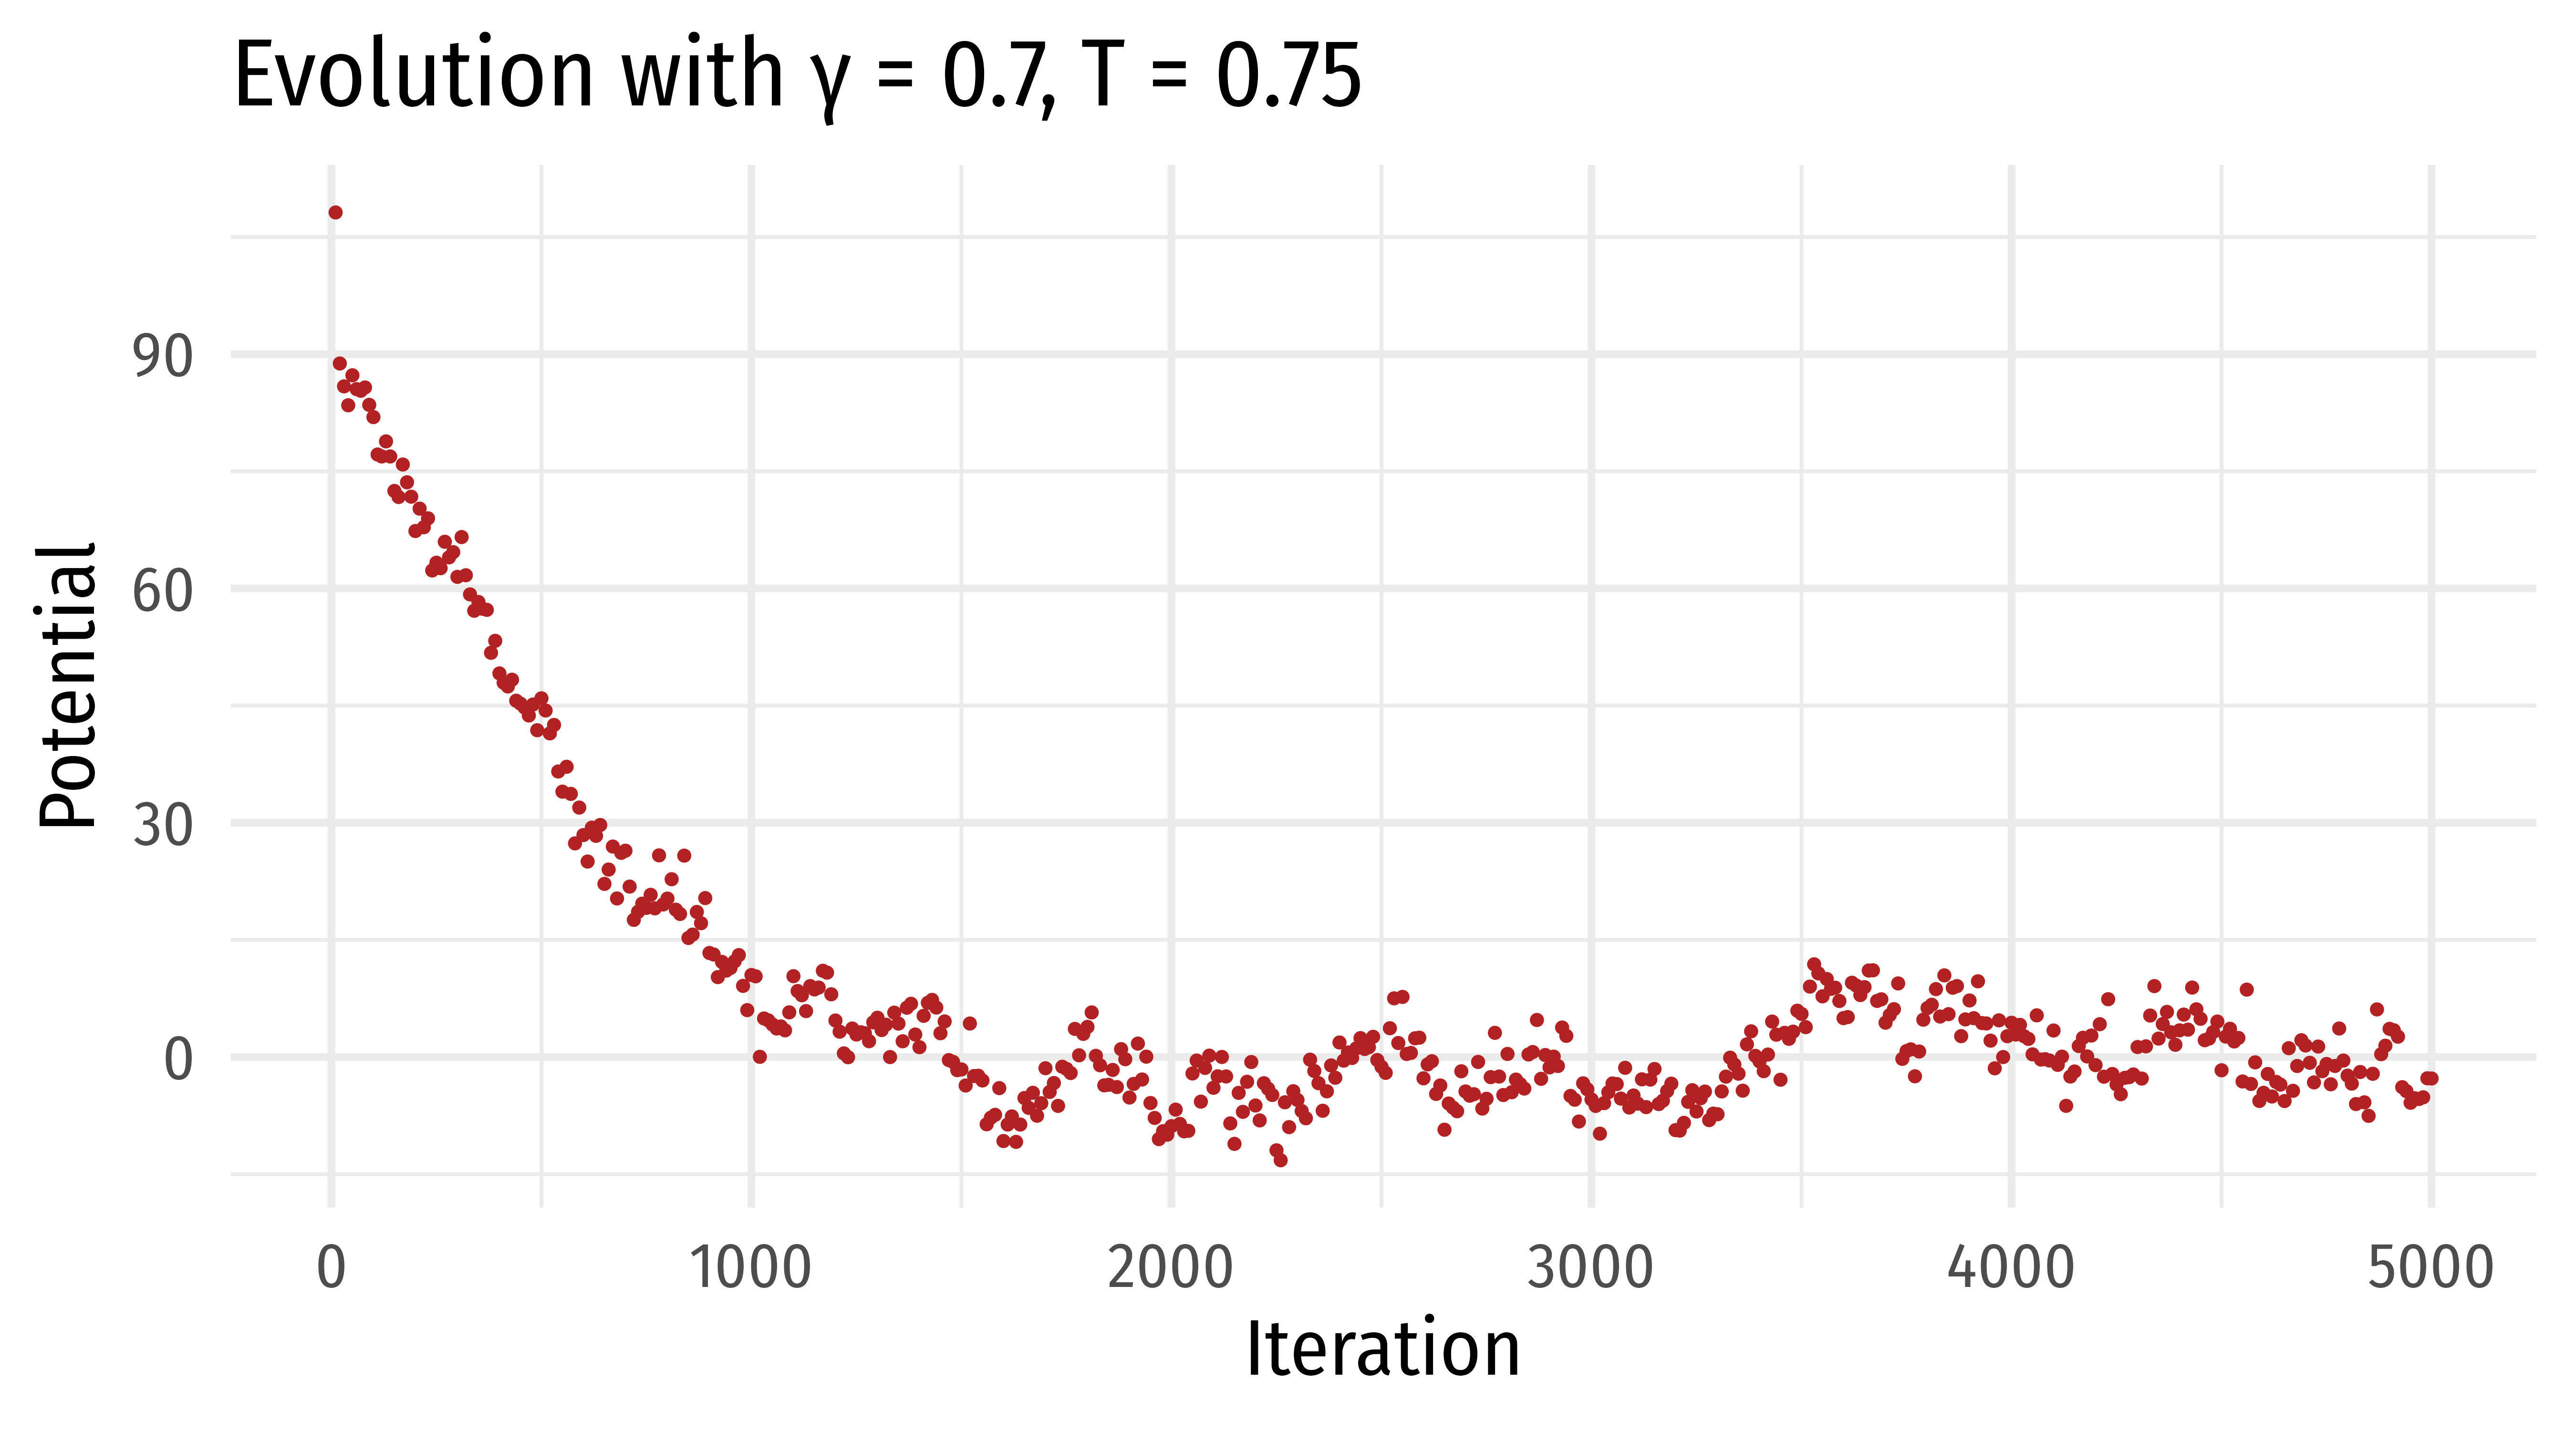 Evolution with γ = 0.7, T = 0.75
Potential
90
60
30
0
0 1000 2000 3000 4000 5000
Iteration